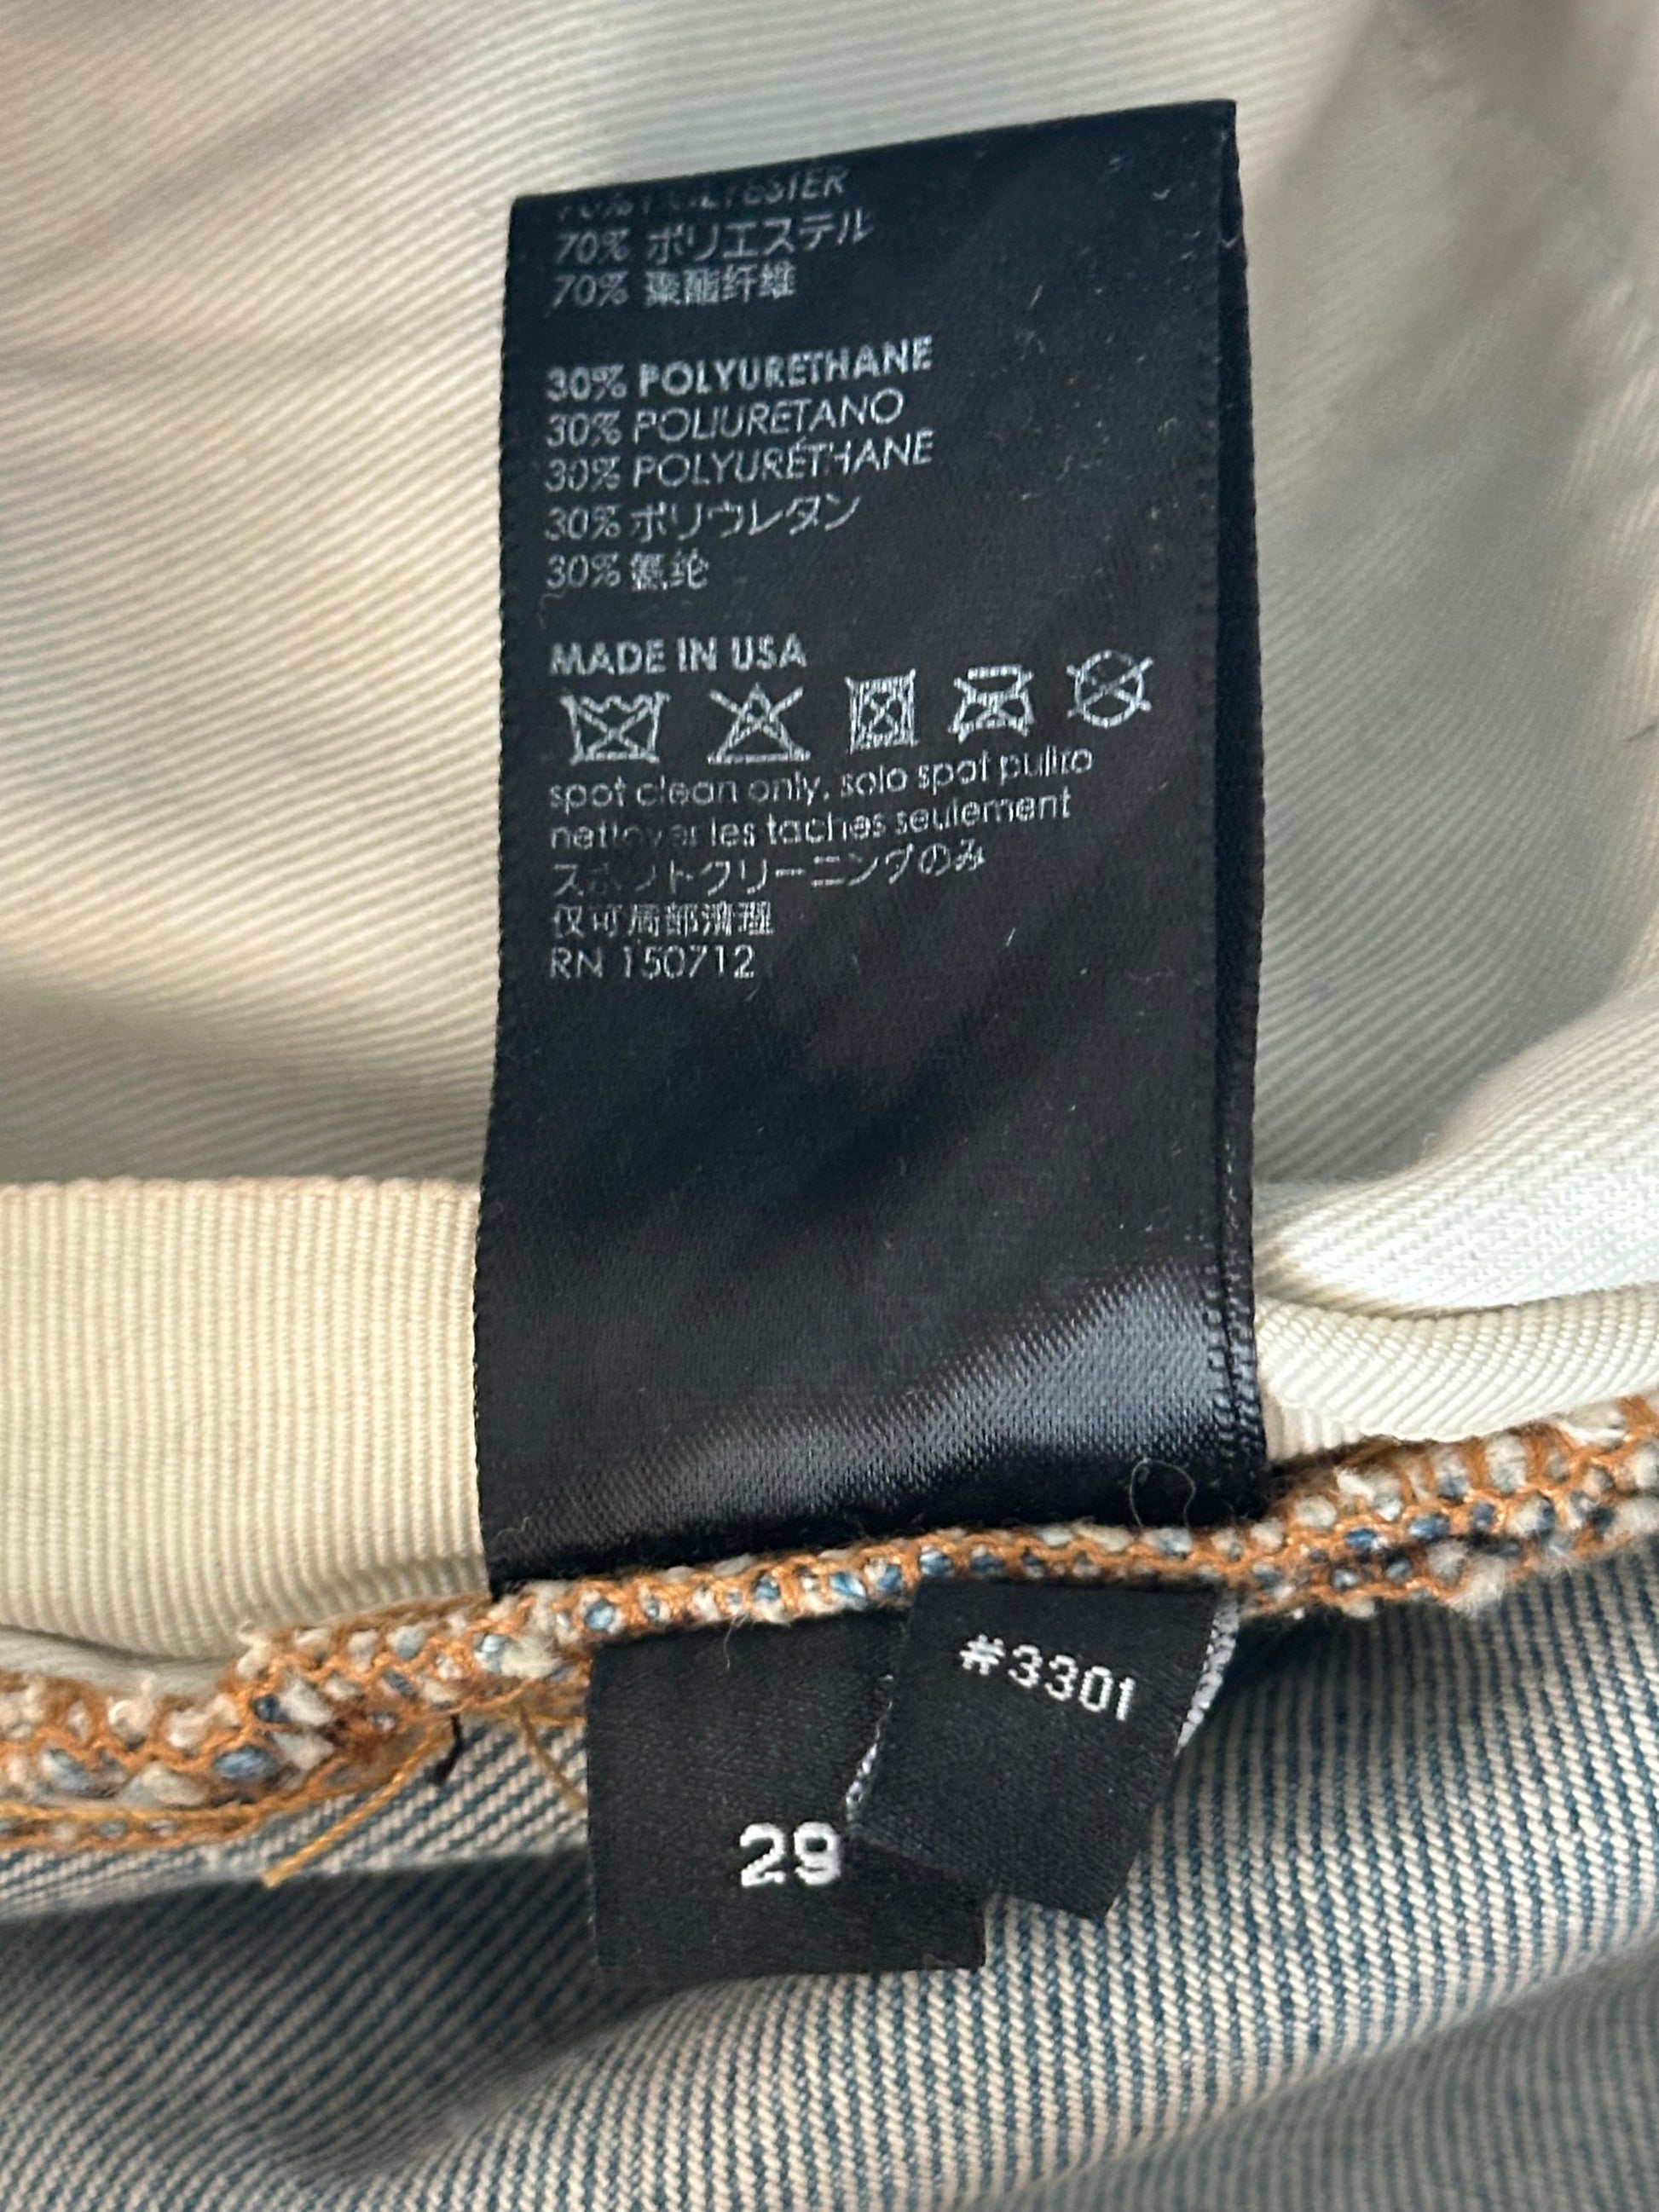 70% POLYESTER
70% ポリエステル
70% 聚酯纤维
30% POLYURETHANE
30% POLIURETANO
30% POLYURÉTHANE
30% ポリウレタン
30% 氨纶
MADE IN USA
spot clean only, solo spot puliro
nettoyer les taches seulement
スポットクリーニングのみ
仅可局部清理
RN 150712
#3301
29